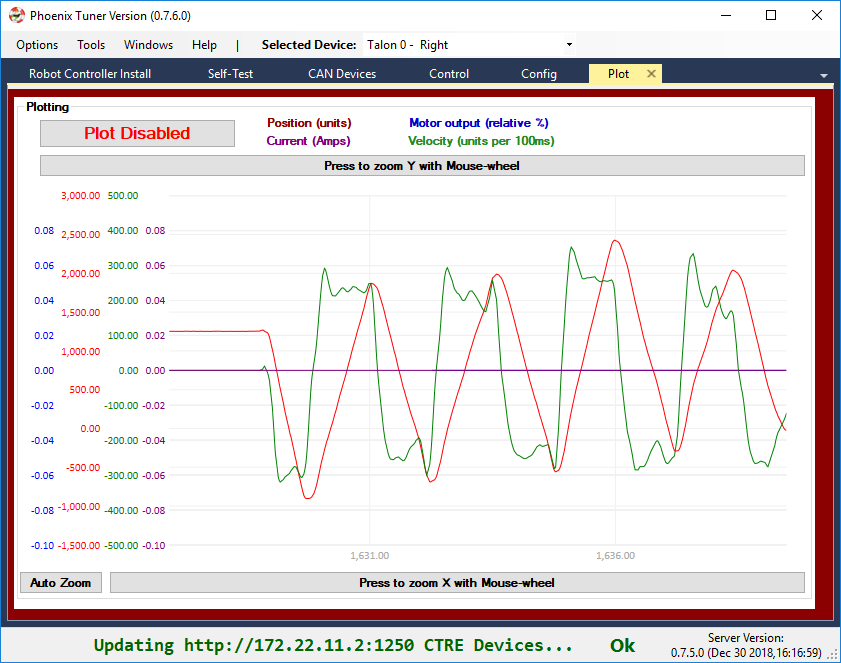 Phoenix Tuner Version (0.7.6.0)
Options Tools Windows Help | Selected Device: Talon 0 - Right
Robot Controller Install Self-Test CAN Devices Control Config Plot
Plotting
Plot Disabled
Position (units) Motor output (relative %)
Current (Amps) Velocity (units per 100ms)
Press to zoom Y with Mouse-wheel
3,000.00 500.00
0.08 2,500.00 400.00 0.08
0.06 2,000.00 300.00 0.06
0.04 1,500.00 200.00 0.04
0.02 1,000.00 100.00 0.02
0.00 500.00 0.00 0.00
-0.02 0.00 -100.00 -0.02
-0.04 -500.00 -200.00 -0.04
-0.06 -1,000.00 -300.00 -0.06
-0.08 -400.00 -0.08
-0.10 -1,500.00 -500.00 -0.10
1,631.00 1,636.00
Auto Zoom Press to zoom X with Mouse-wheel
Updating http://172.22.11.2:1250 CTRE Devices... Ok
Server Version:
0.7.5.0 (Dec 30 2018,16:16:59)